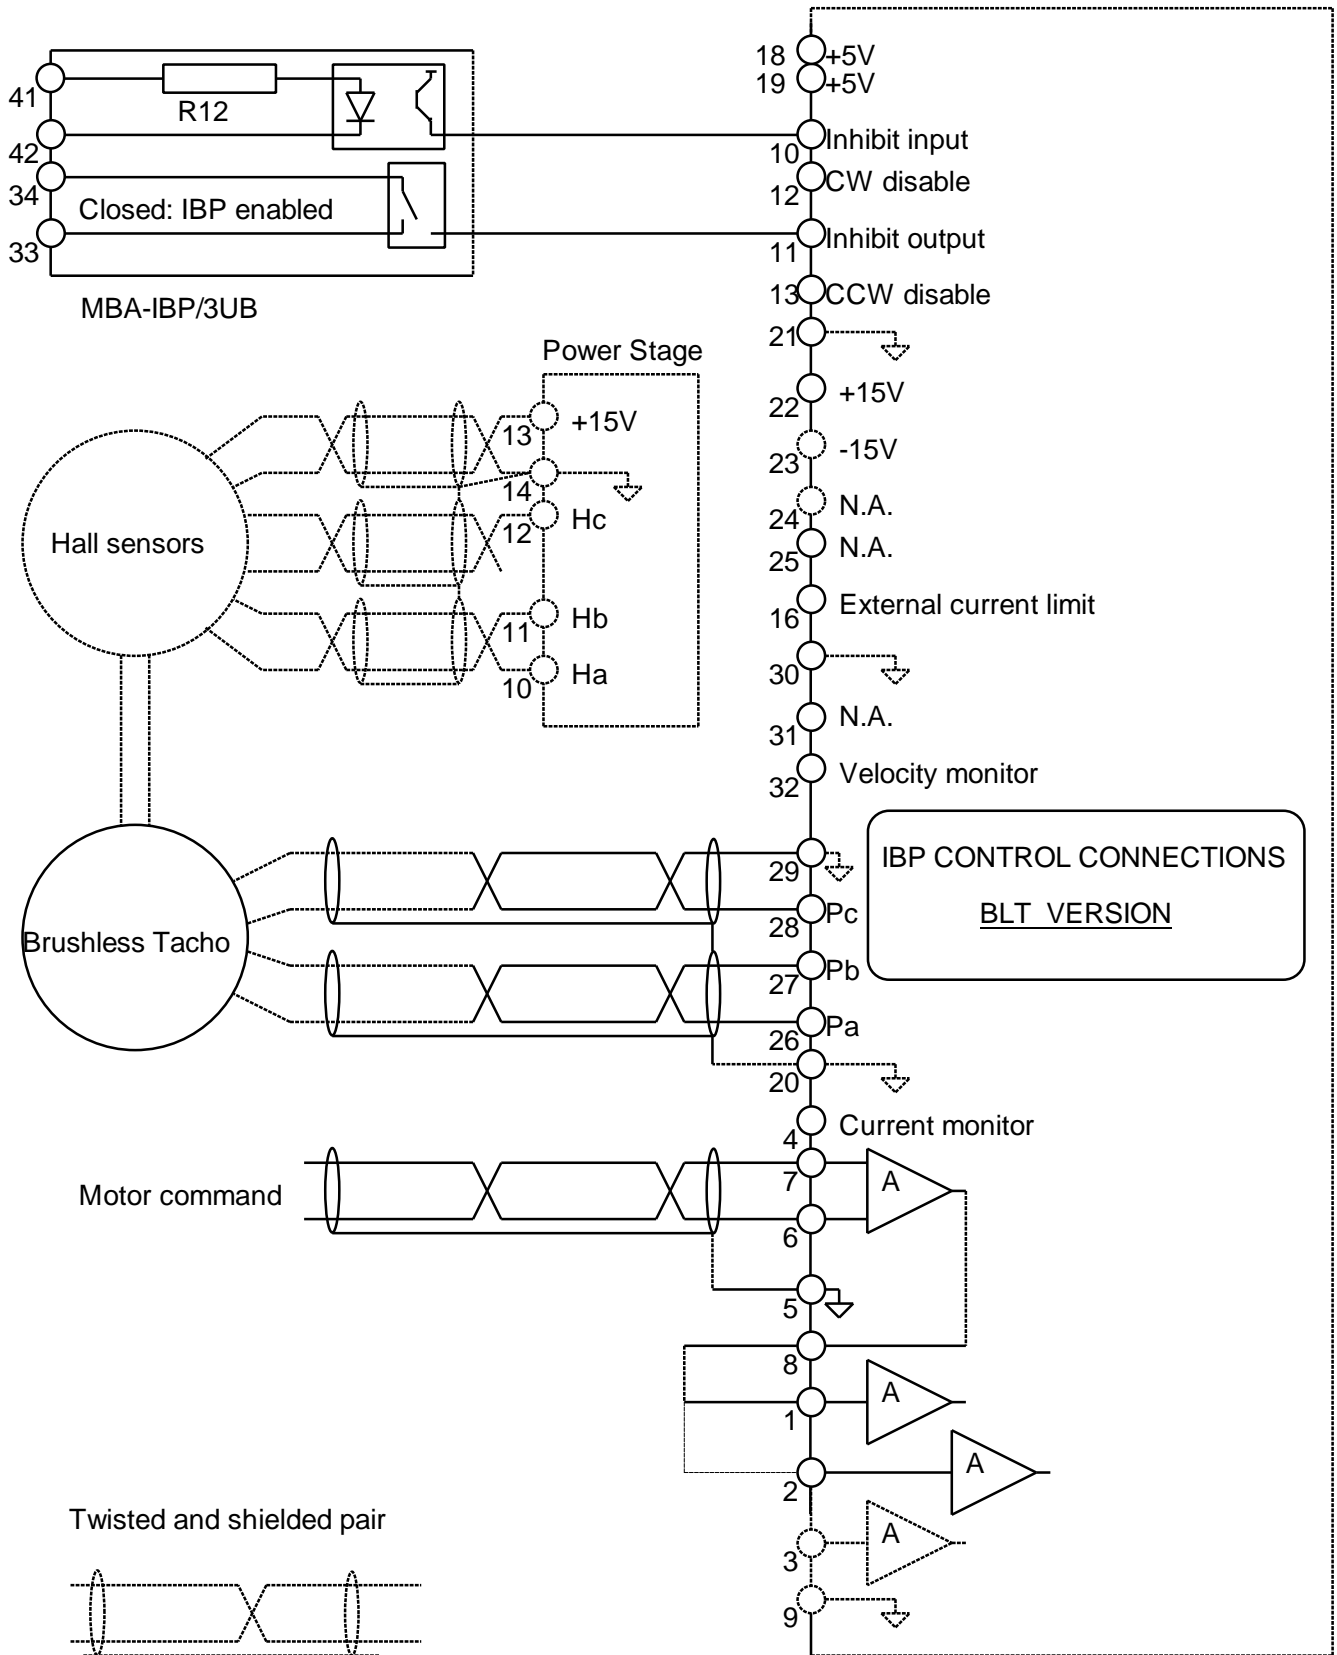 18 +5V
19 +5V
41
R12
42
10 Inhibit input
34
12 CW disable
Closed: IBP enabled
33
11 Inhibit output
13 CCW disable
MBA-IBP/3UB
21
Power Stage
22 +15V
13 +15V
23 -15V
14
24 N.A.
12 Hc
Hall sensors
25 N.A.
16 External current limit
11 Hb
30
10 Ha
31 N.A.
32 Velocity monitor
29
IBP CONTROL CONNECTIONS
BLT VERSION
28 Pc
Brushless Tacho
27 Pb
26 Pa
20
4 Current monitor
7 A
Motor command
6
5
8
1 A
2 A
Twisted and shielded pair
3 A
9